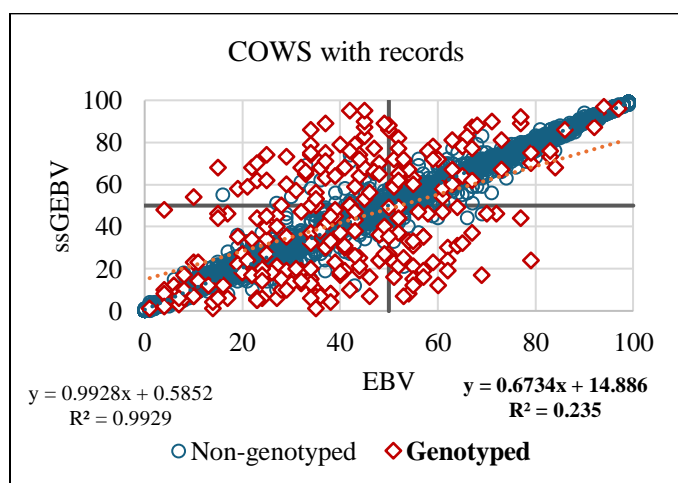 COWS with records
ssGEBV
100
80
60
40
20
0
0 20 40 60 80 100
EBV
y = 0.9928x + 0.5852
R² = 0.9929
y = 0.6734x + 14.886
R² = 0.235
Non-genotyped Genotyped